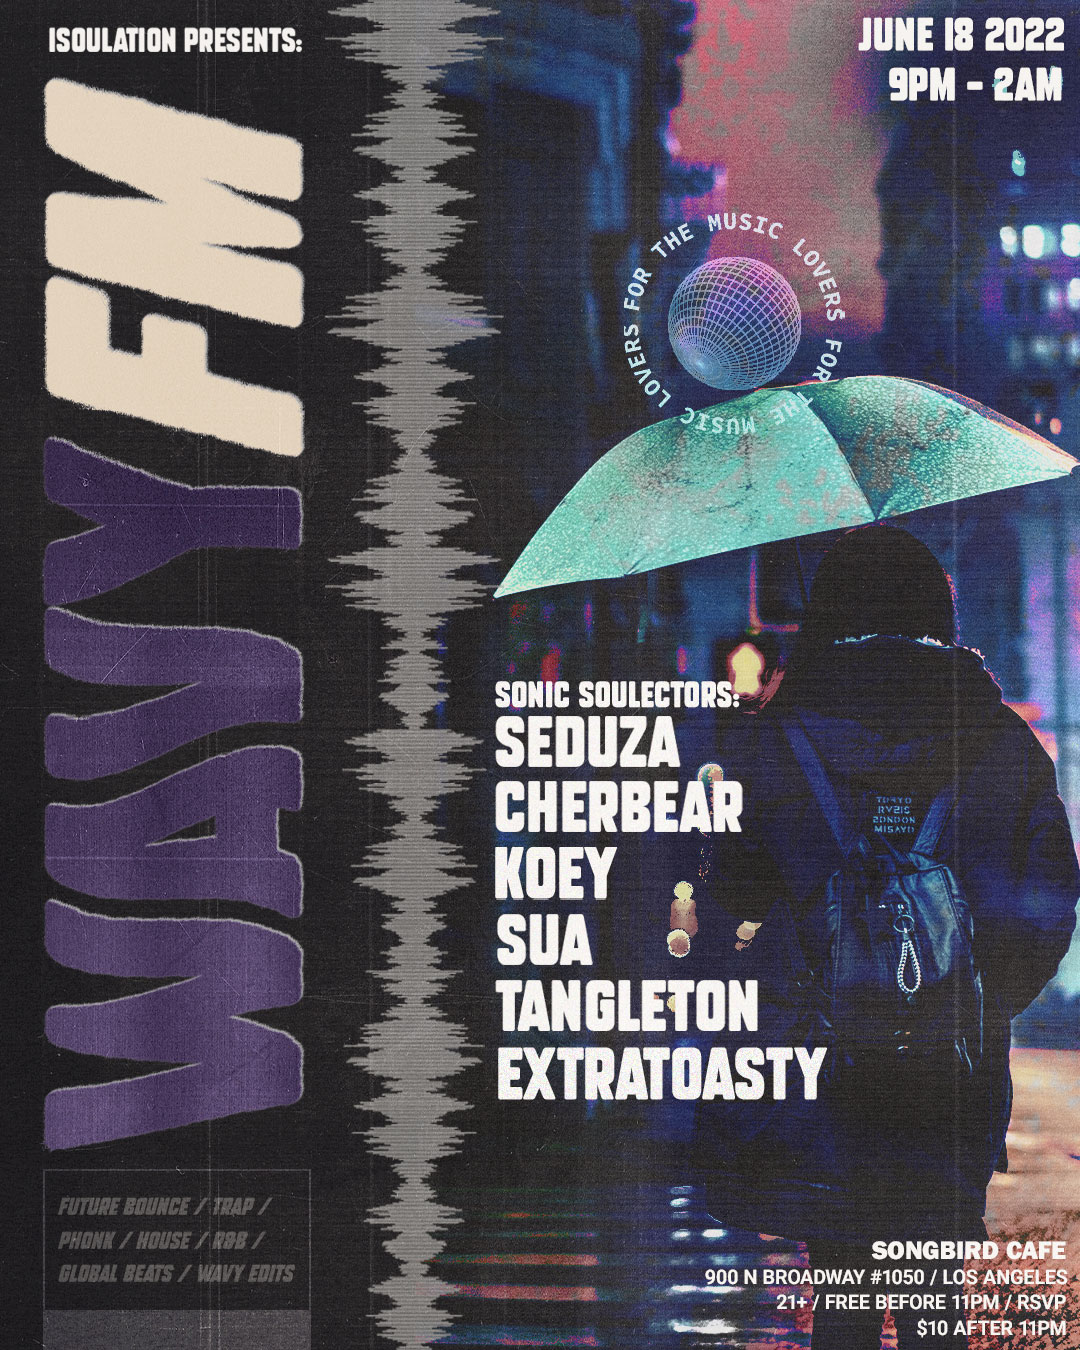 ISOULATION PRESENTS:
JUNE 18 2022
9PM - 2AM
WAVY FM
FOR THE MUSIC LOVERS FOR THE MUSIC LOVERS
SONIC SOULECTORS:
SEDUZA
CHERBEAR
KOEY
SUA
TANGLETON
EXTRATOASTY
FUTURE BOUNCE / TRAP /
PHONK / HOUSE / R&B /
GLOBAL BEATS / WAVY EDITS
SONGBIRD CAFE
900 N BROADWAY #1050 / LOS ANGELES
21+ / FREE BEFORE 11PM / RSVP
$10 AFTER 11PM